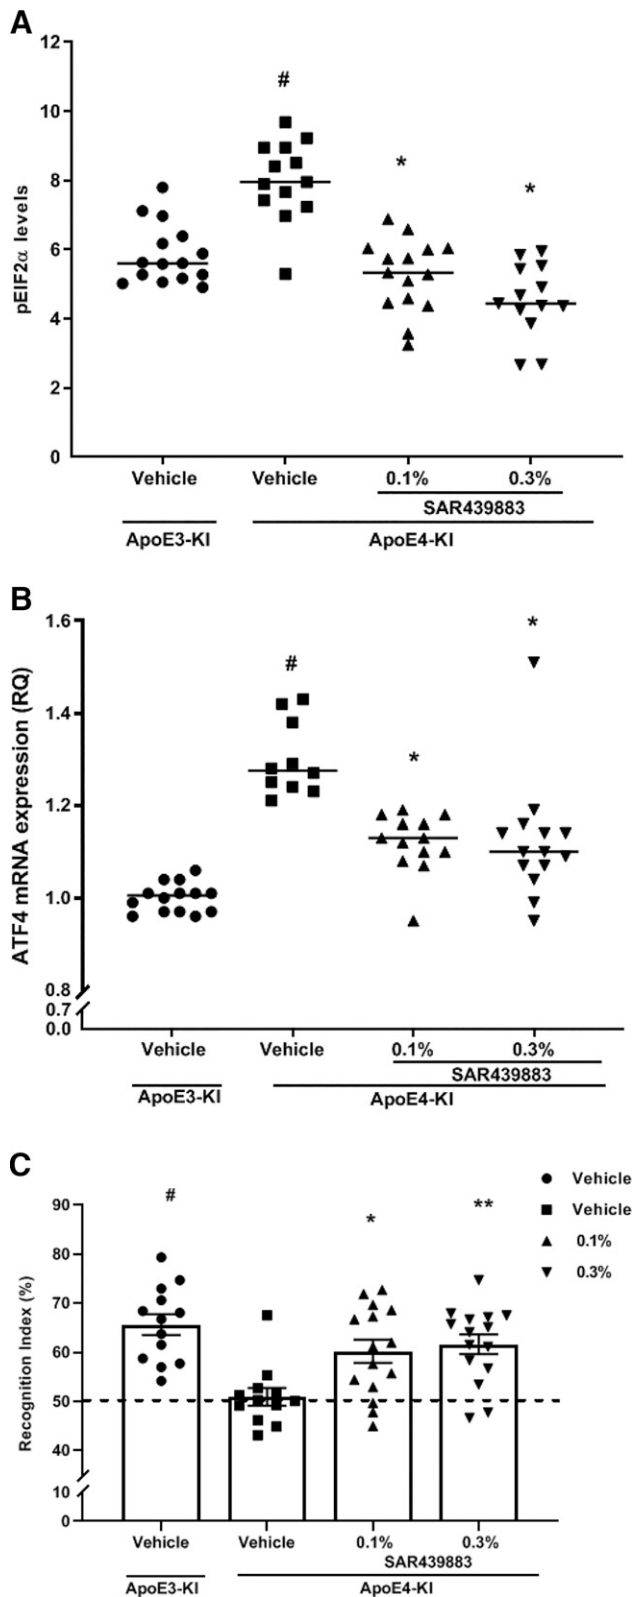 A
12
#
10
*
*
8
pEIF2α levels
6
4
2
0
Vehicle
Vehicle
0.1%
0.3%
SAR439883
ApoE3-KI
ApoE4-KI
B
1.6
*
#
ATF4 mRNA expression (RQ)
1.4
*
1.2
1.0
0.8
0.7
0.0
Vehicle
Vehicle
0.1%
0.3%
SAR439883
ApoE3-KI
ApoE4-KI
C
Vehicle
Vehicle
0.1%
0.3%
#
*
**
90
80
Recognition Index (%)
70
60
50
40
10
0
Vehicle
Vehicle
0.1%
0.3%
SAR439883
ApoE3-KI
ApoE4-KI